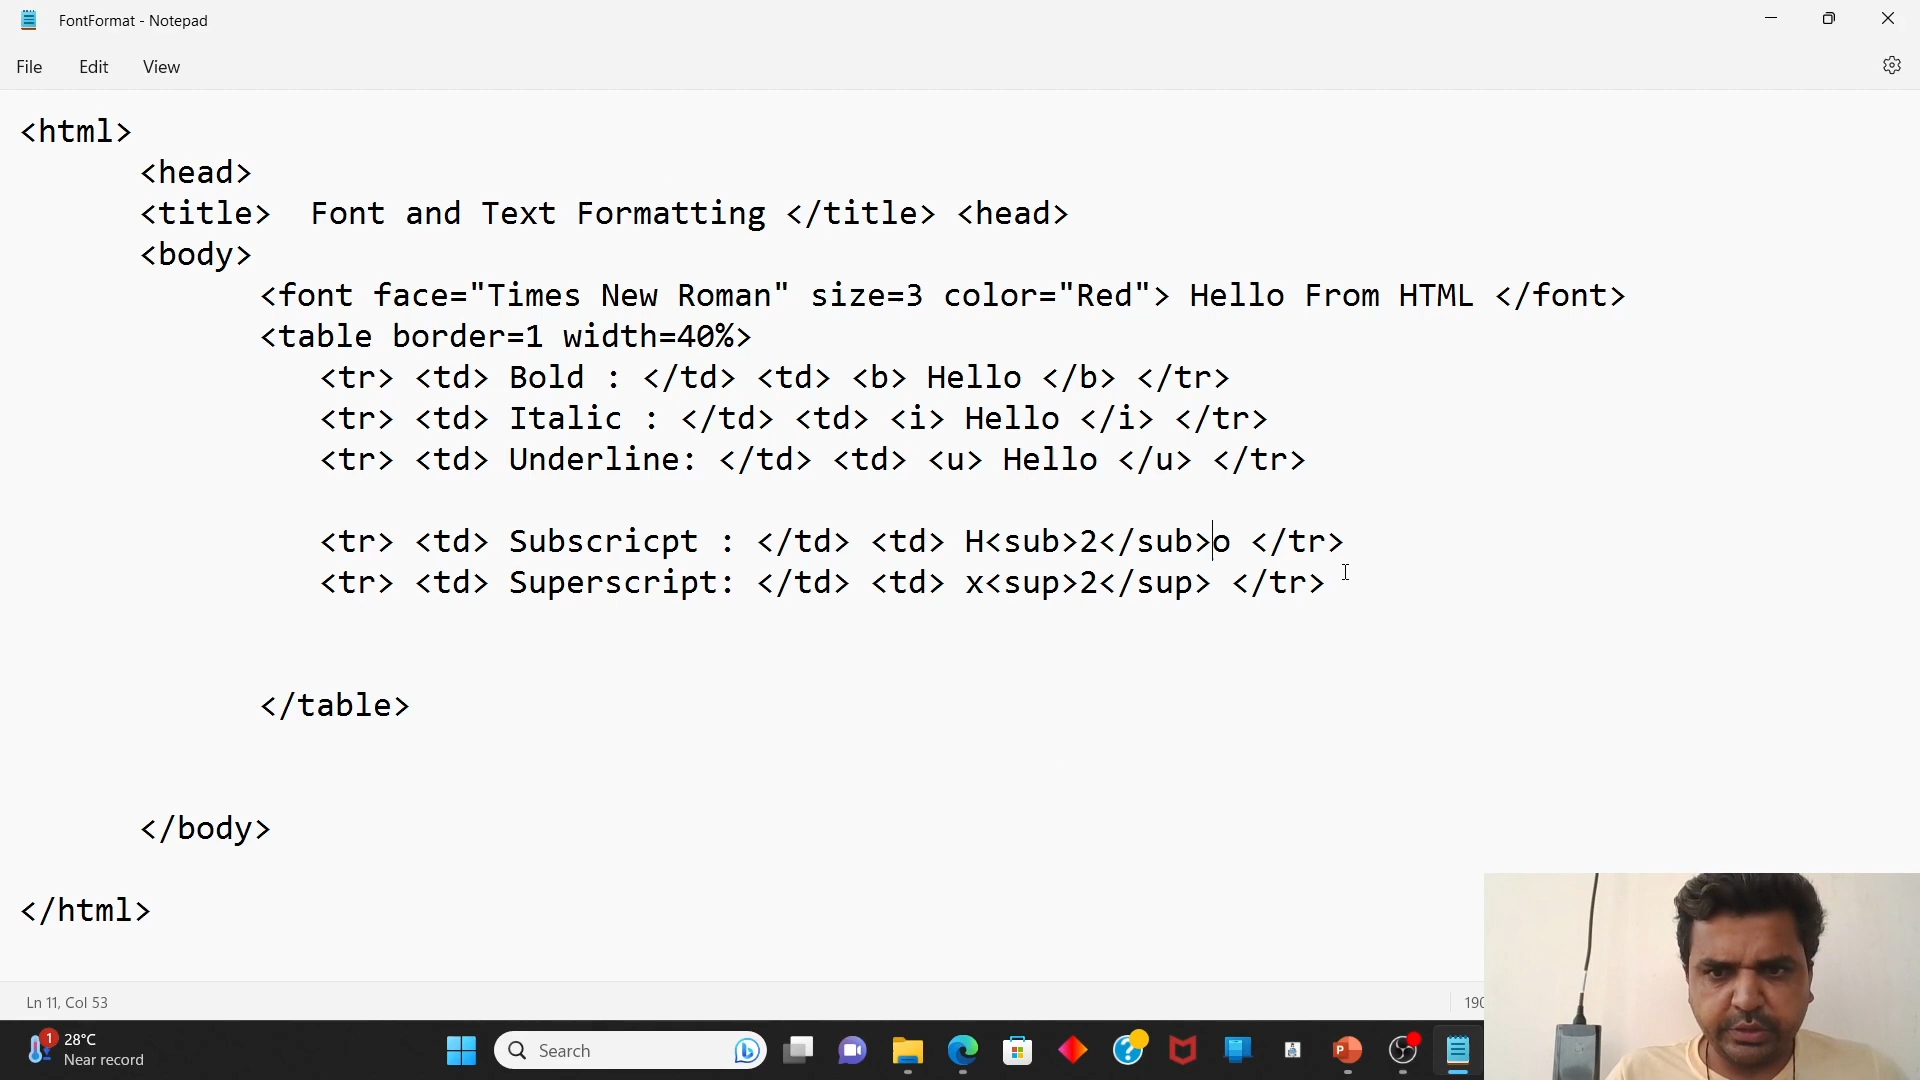 FontFormat - Notepad
File Edit View
<html>
<head>
<title> Font and Text Formatting </title> <head>
<body>
<font face="Times New Roman" size=3 color="Red"> Hello From HTML </font>
<table border=1 width=40%>
<tr> <td> Bold : </td> <td> <b> Hello </b> </tr>
<tr> <td> Italic : </td> <td> <i> Hello </i> </tr>
<tr> <td> Underline: </td> <td> <u> Hello </u> </tr>
<tr> <td> Subscricpt : </td> <td> H<sub>2</sub>o </tr>
<tr> <td> Superscript: </td> <td> x<sup>2</sup> </tr>
</table>
</body>
</html>
Ln 11, Col 53
190
1
28°C
Near record
Search